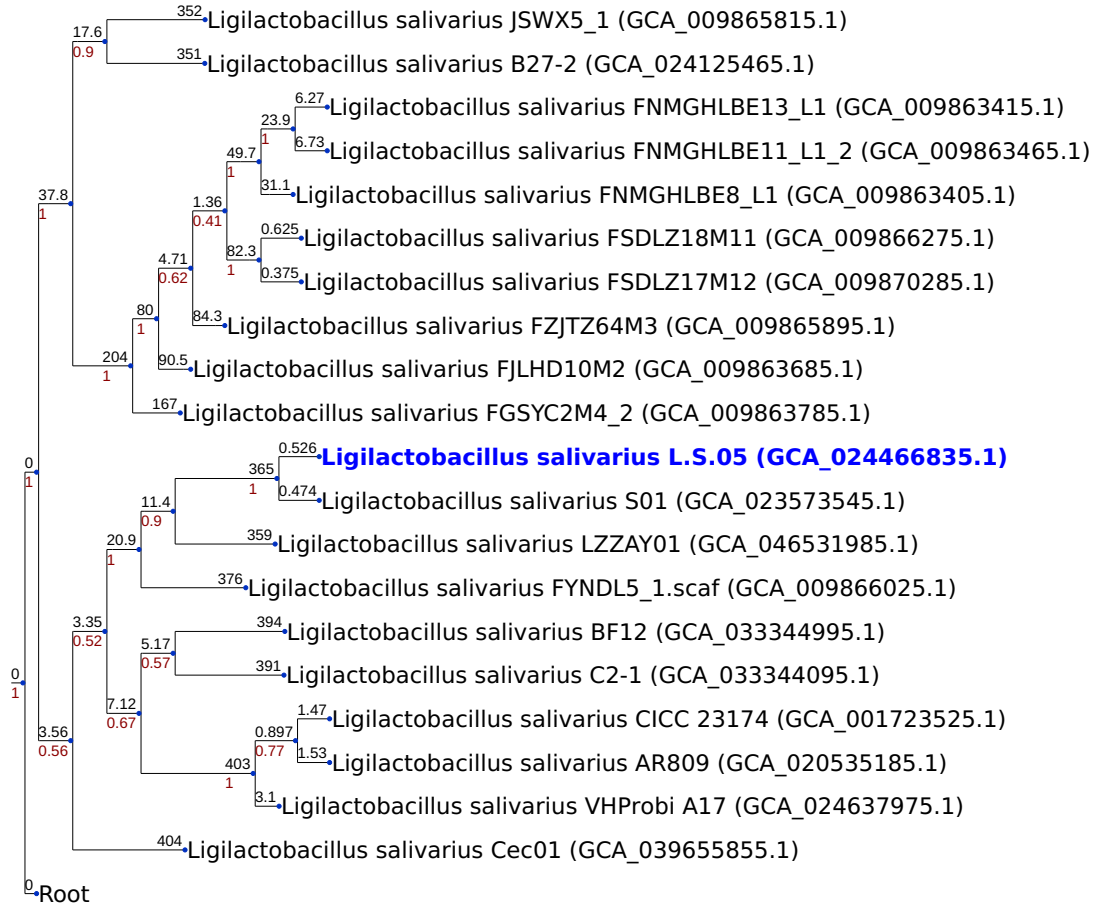 352
Ligilactobacillus salivarius JSWX5_1 (GCA_009865815.1)
17.6
0.9
351
Ligilactobacillus salivarius B27-2 (GCA_024125465.1)
6.27
Ligilactobacillus salivarius FNMGHLBE13_L1 (GCA_009863415.1)
23.9
1
6.73
Ligilactobacillus salivarius FNMGHLBE11_L1_2 (GCA_009863465.1)
49.7
1
31.1
Ligilactobacillus salivarius FNMGHLBE8_L1 (GCA_009863405.1)
37.8
1
1.36
0.41
0.625
Ligilactobacillus salivarius FSDLZ18M11 (GCA_009866275.1)
82.3
1
4.71
0.62
0.375
Ligilactobacillus salivarius FSDLZ17M12 (GCA_009870285.1)
80
1
84.3
Ligilactobacillus salivarius FZJTZ64M3 (GCA_009865895.1)
204
1
90.5
Ligilactobacillus salivarius FJLHD10M2 (GCA_009863685.1)
167
Ligilactobacillus salivarius FGSYC2M4_2 (GCA_009863785.1)
0
1
0.526
Ligilactobacillus salivarius L.S.05 (GCA_024466835.1)
365
1
0.474
Ligilactobacillus salivarius S01 (GCA_023573545.1)
11.4
0.9
359
Ligilactobacillus salivarius LZZAY01 (GCA_046531985.1)
20.9
1
376
Ligilactobacillus salivarius FYNDL5_1.scaf (GCA_009866025.1)
3.35
0.52
394
Ligilactobacillus salivarius BF12 (GCA_033344995.1)
5.17
0.57
391
Ligilactobacillus salivarius C2-1 (GCA_033344095.1)
0
1
7.12
0.67
1.47
Ligilactobacillus salivarius CICC 23174 (GCA_001723525.1)
3.56
0.56
0.897
0.77
1.53
Ligilactobacillus salivarius AR809 (GCA_020535185.1)
403
1
3.1
Ligilactobacillus salivarius VHProbi A17 (GCA_024637975.1)
404
Ligilactobacillus salivarius Cec01 (GCA_039655855.1)
0
Root